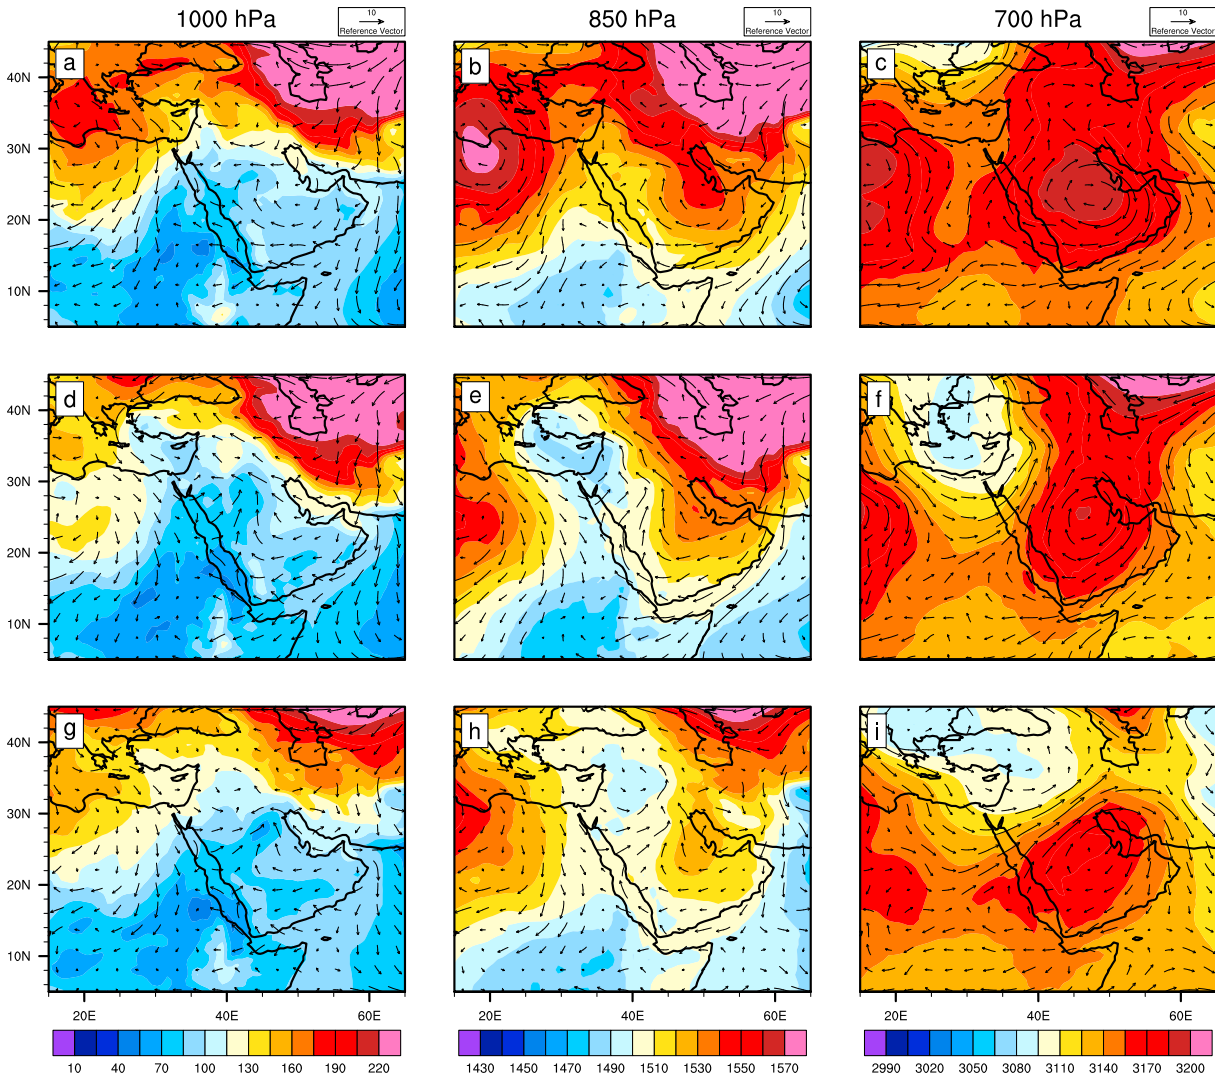 1000 hPa
10
Reference Vector
850 hPa
10
Reference Vector
700 hPa
10
Reference Vector
a
b
c
40N
30N
20N
10N
d
e
f
40N
30N
20N
10N
g
h
i
40N
30N
20N
10N
20E 40E 60E
20E 40E 60E
20E 40E 60E
10 40 70 100 130 160 190 220
1430 1450 1470 1490 1510 1530 1550 1570
2990 3020 3050 3080 3110 3140 3170 3200